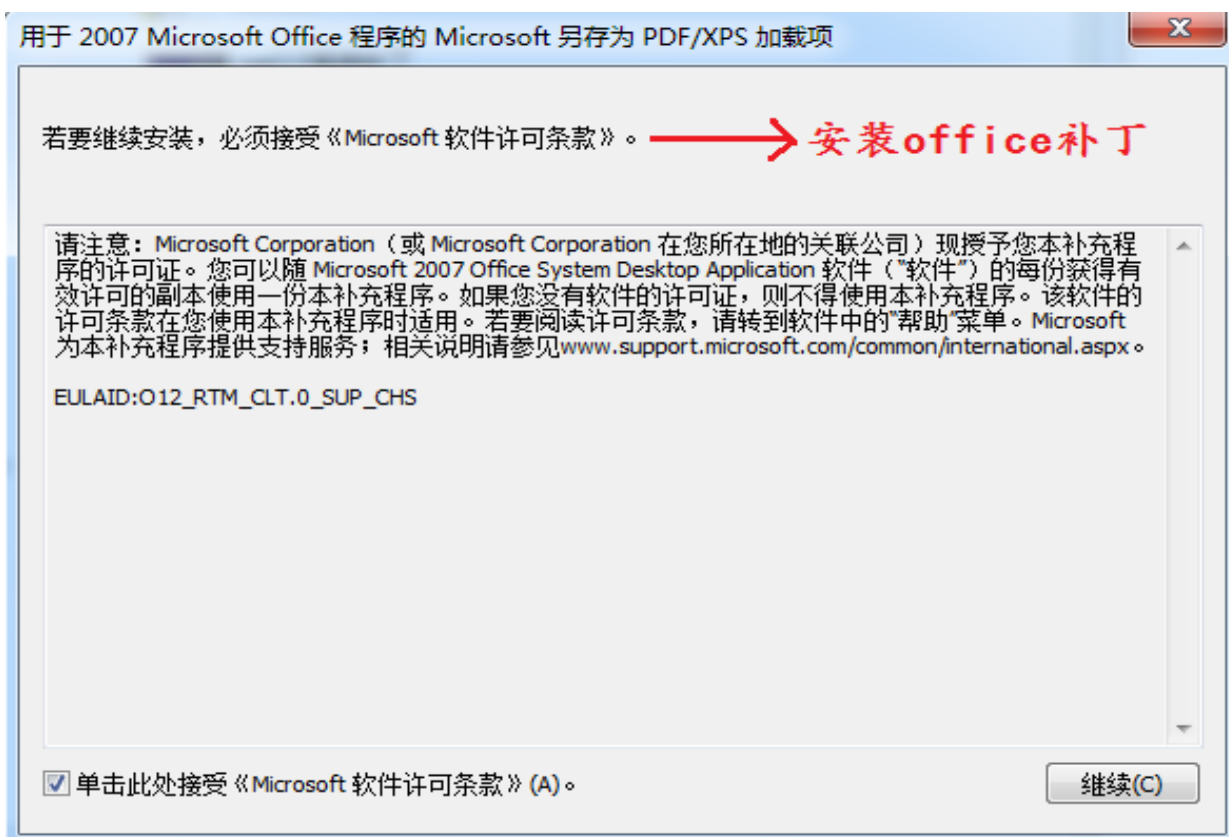 用于 2007 Microsoft Office 程序的 Microsoft 另存为 PDF/XPS 加载项
若要继续安装，必须接受《Microsoft 软件许可条款》。 安装office补丁
请注意：Microsoft Corporation（或 Microsoft Corporation 在您所在地的关联公司）现授予您本补充程
序的许可证。您可以随 Microsoft 2007 Office System Desktop Application 软件（“软件”）的每份获得有
效许可的副本使用一份本补充程序。如果您没有软件的许可证，则不得使用本补充程序。该软件的
许可条款在您使用本补充程序时适用。若要阅读许可条款，请转到软件中的“帮助”菜单。Microsoft
为本补充程序提供支持服务；相关说明请参见www.support.microsoft.com/common/international.aspx。
EULAID:O12_RTM_CLT.0_SUP_CHS
单击此处接受《Microsoft 软件许可条款》(A)。 继续(C)